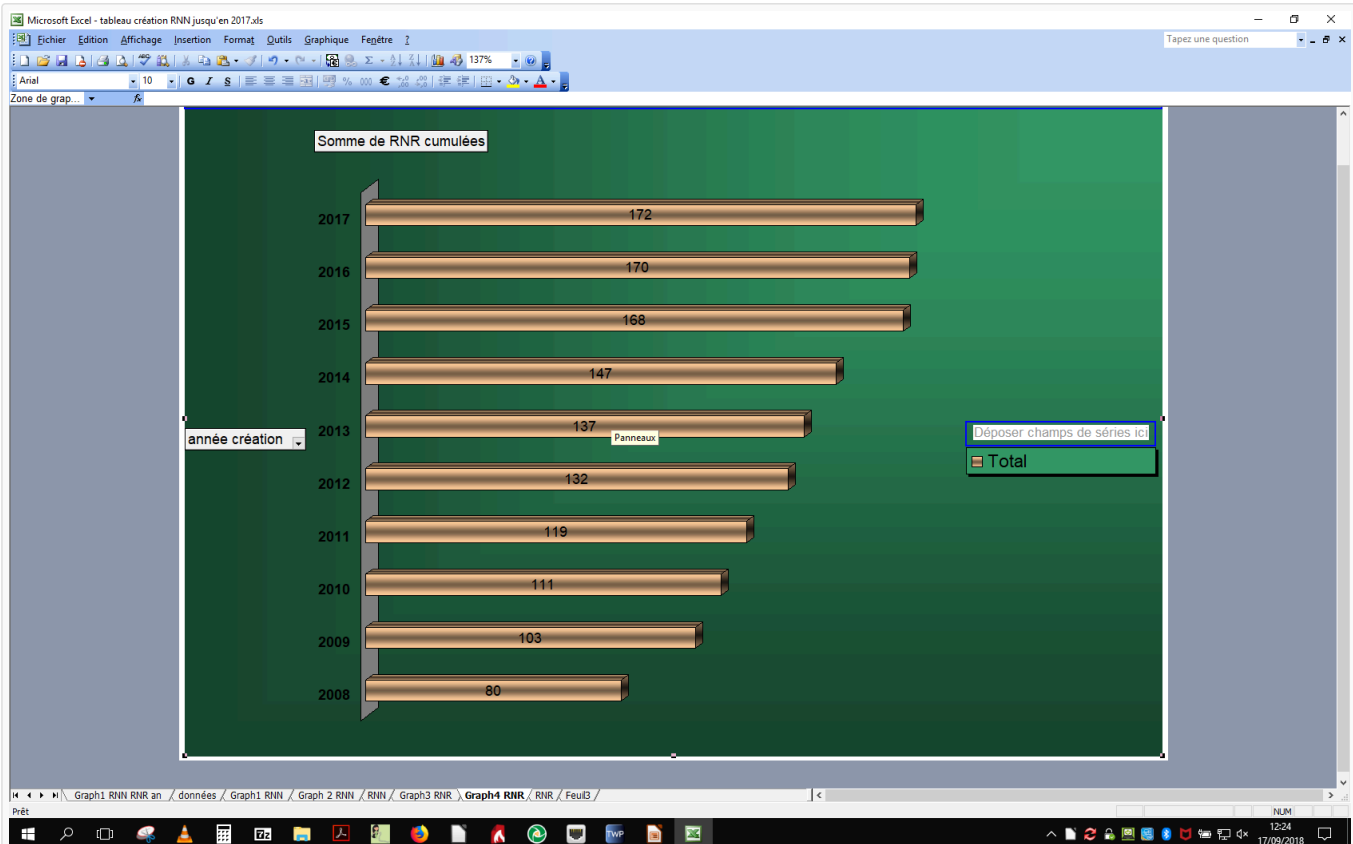 Microsoft Excel - tableau création RNN jusqu'en 2017.xls
Fichier Edition Affichage Insertion Format Outils Graphique Fenêtre ?
Tapez une question
137%
Arial 10 G I S % 000 €
Zone de grap... fx
Somme de RNR cumulées
2017 172
2016 170
2015 168
2014 147
2013 137
Panneaux
année création
Déposer champs de séries ici
Total
2012 132
2011 119
2010 111
2009 103
2008 80
Graph1 RNN RNR an / données / Graph1 RNN / Graph 2 RNN / RNN / Graph3 RNR \ Graph4 RNR / RNR / Feuil3 /
Prêt
NUM
7z
TWP
12:24
17/09/2018